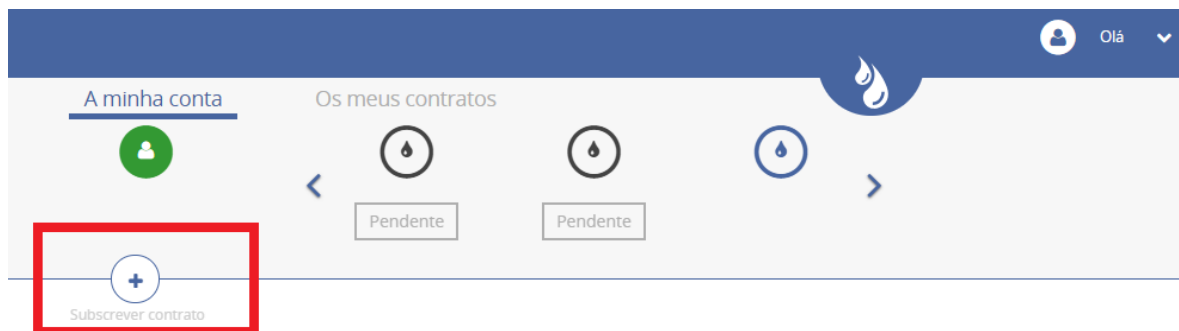 Olá
A minha conta
Os meus contratos
Pendente
Pendente
Subscrever contrato